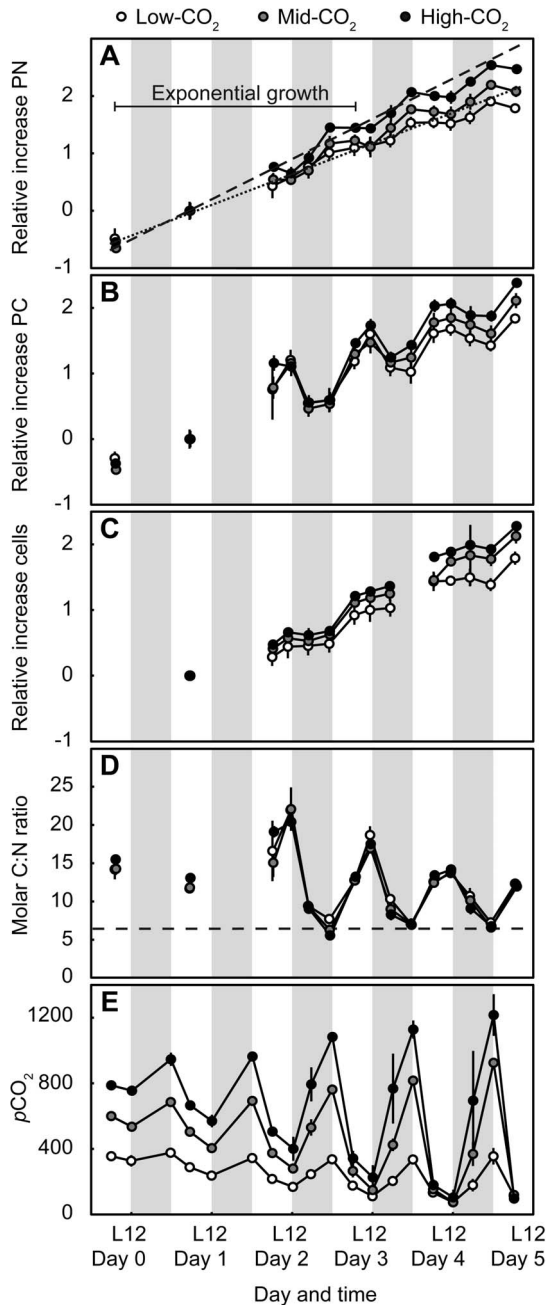 Low-CO₂ Mid-CO₂ High-CO₂
A
Exponential growth
Relative increase PN
2
1
0
-1
B
Relative increase PC
2
1
0
-1
C
Relative increase cells
2
1
0
-1
D
Molar C:N ratio
25
20
15
10
5
0
E
pCO₂
1200
800
400
0
L12 L12 L12 L12 L12 L12
Day 0 Day 1 Day 2 Day 3 Day 4 Day 5
Day and time